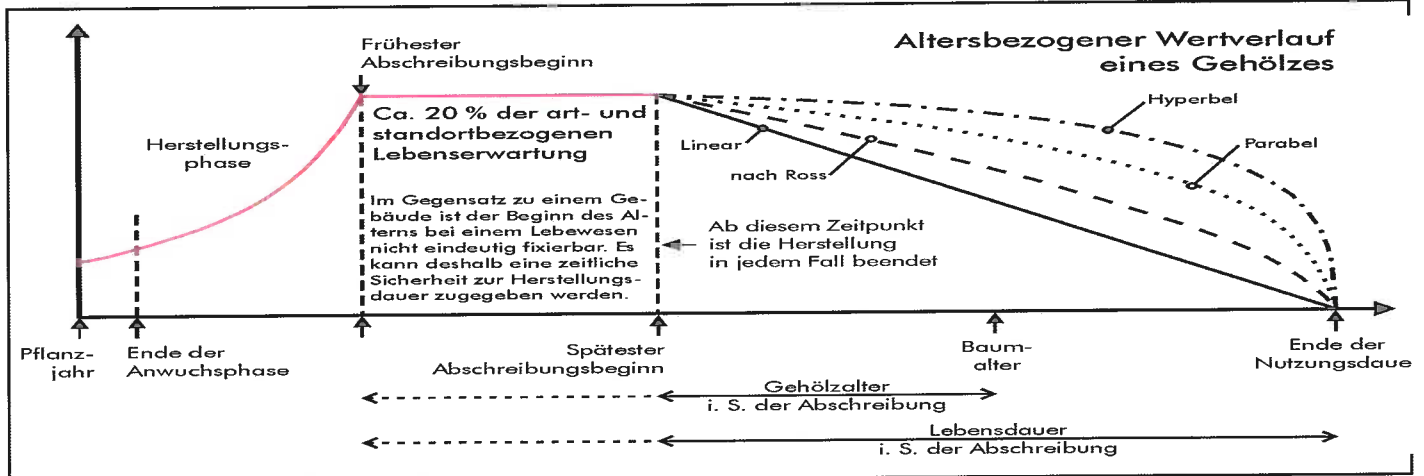 Altersbezogener Wertverlauf
eines Gehölzes
Frühester
Abschreibungsbeginn
Herstellungs-
phase
Ca. 20 % der art- und
standortbezogenen
Lebenserwartung
Im Gegensatz zu einem Ge-
bäude ist der Beginn des Al-
terns bei einem Lebewesen
nicht eindeutig fixierbar. Es
kann deshalb eine zeitliche
Sicherheit zur Herstellungs-
dauer zugegeben werden.
Linear
nach Ross
Hyperbel
Parabel
Ab diesem Zeitpunkt
ist die Herstellung
in jedem Fall beendet
Pflanz-
jahr
Ende der
Anwuchsphase
Spätester
Abschreibungsbeginn
Baum-
alter
Ende der
Nutzungsdaue
Gehölzalter
i. S. der Abschreibung
Lebensdauer
i. S. der Abschreibung